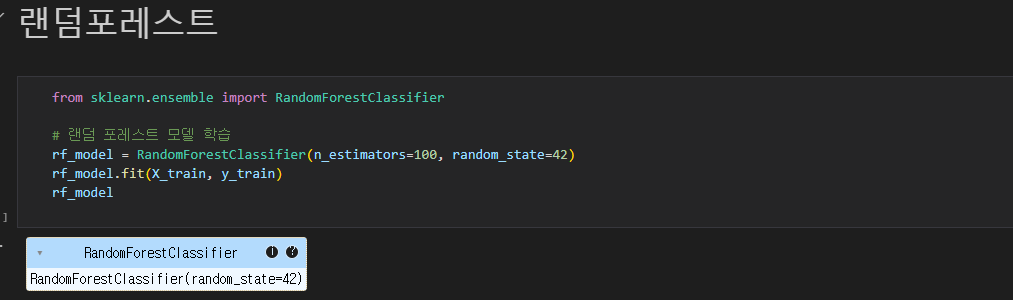 랜덤포레스트
from sklearn.ensemble import RandomForestClassifier
# 랜덤 포레스트 모델 학습
rf_model = RandomForestClassifier(n_estimators=100, random_state=42)
rf_model.fit(X_train, y_train)
rf_model
]
RandomForestClassifier i ?
RandomForestClassifier(random_state=42)